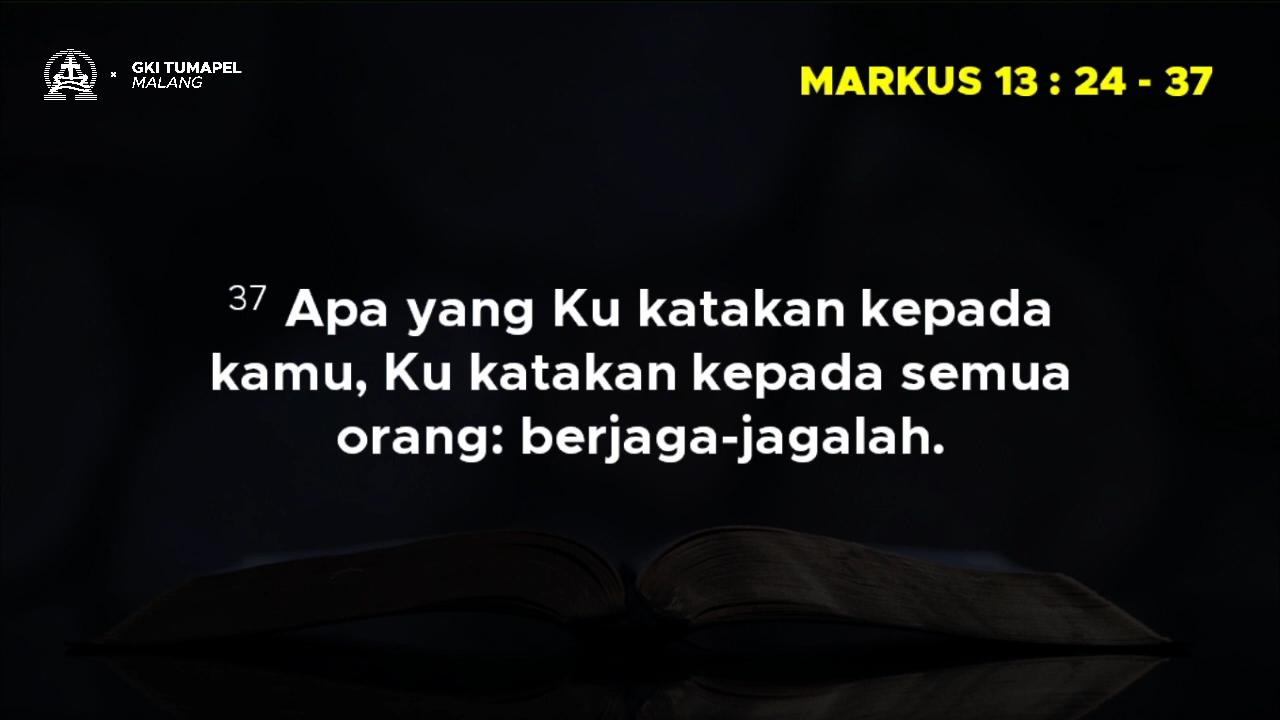 GKI TUMAPEL
MALANG
MARKUS 13 : 24 - 37
37 Apa yang Ku katakan kepada
kamu, Ku katakan kepada semua
orang: berjaga-jagalah.